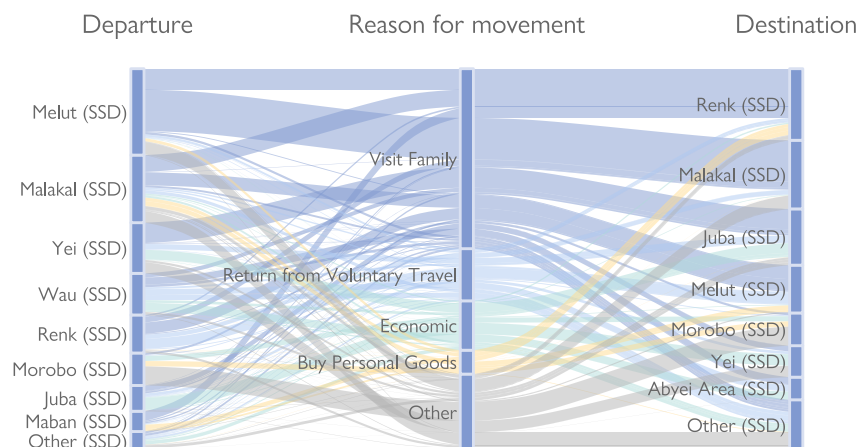 Departure
Reason for movement
Destination
Melut (SSD)
Malakal (SSD)
Yei (SSD)
Wau (SSD)
Renk (SSD)
Morobo (SSD)
Juba (SSD)
Maban (SSD)
Other (SSD)
Visit Family
Return from Voluntary Travel
Economic
Buy Personal Goods
Other
Renk (SSD)
Malakal (SSD)
Juba (SSD)
Melut (SSD)
Morobo (SSD)
Yei (SSD)
Abyei Area (SSD)
Other (SSD)